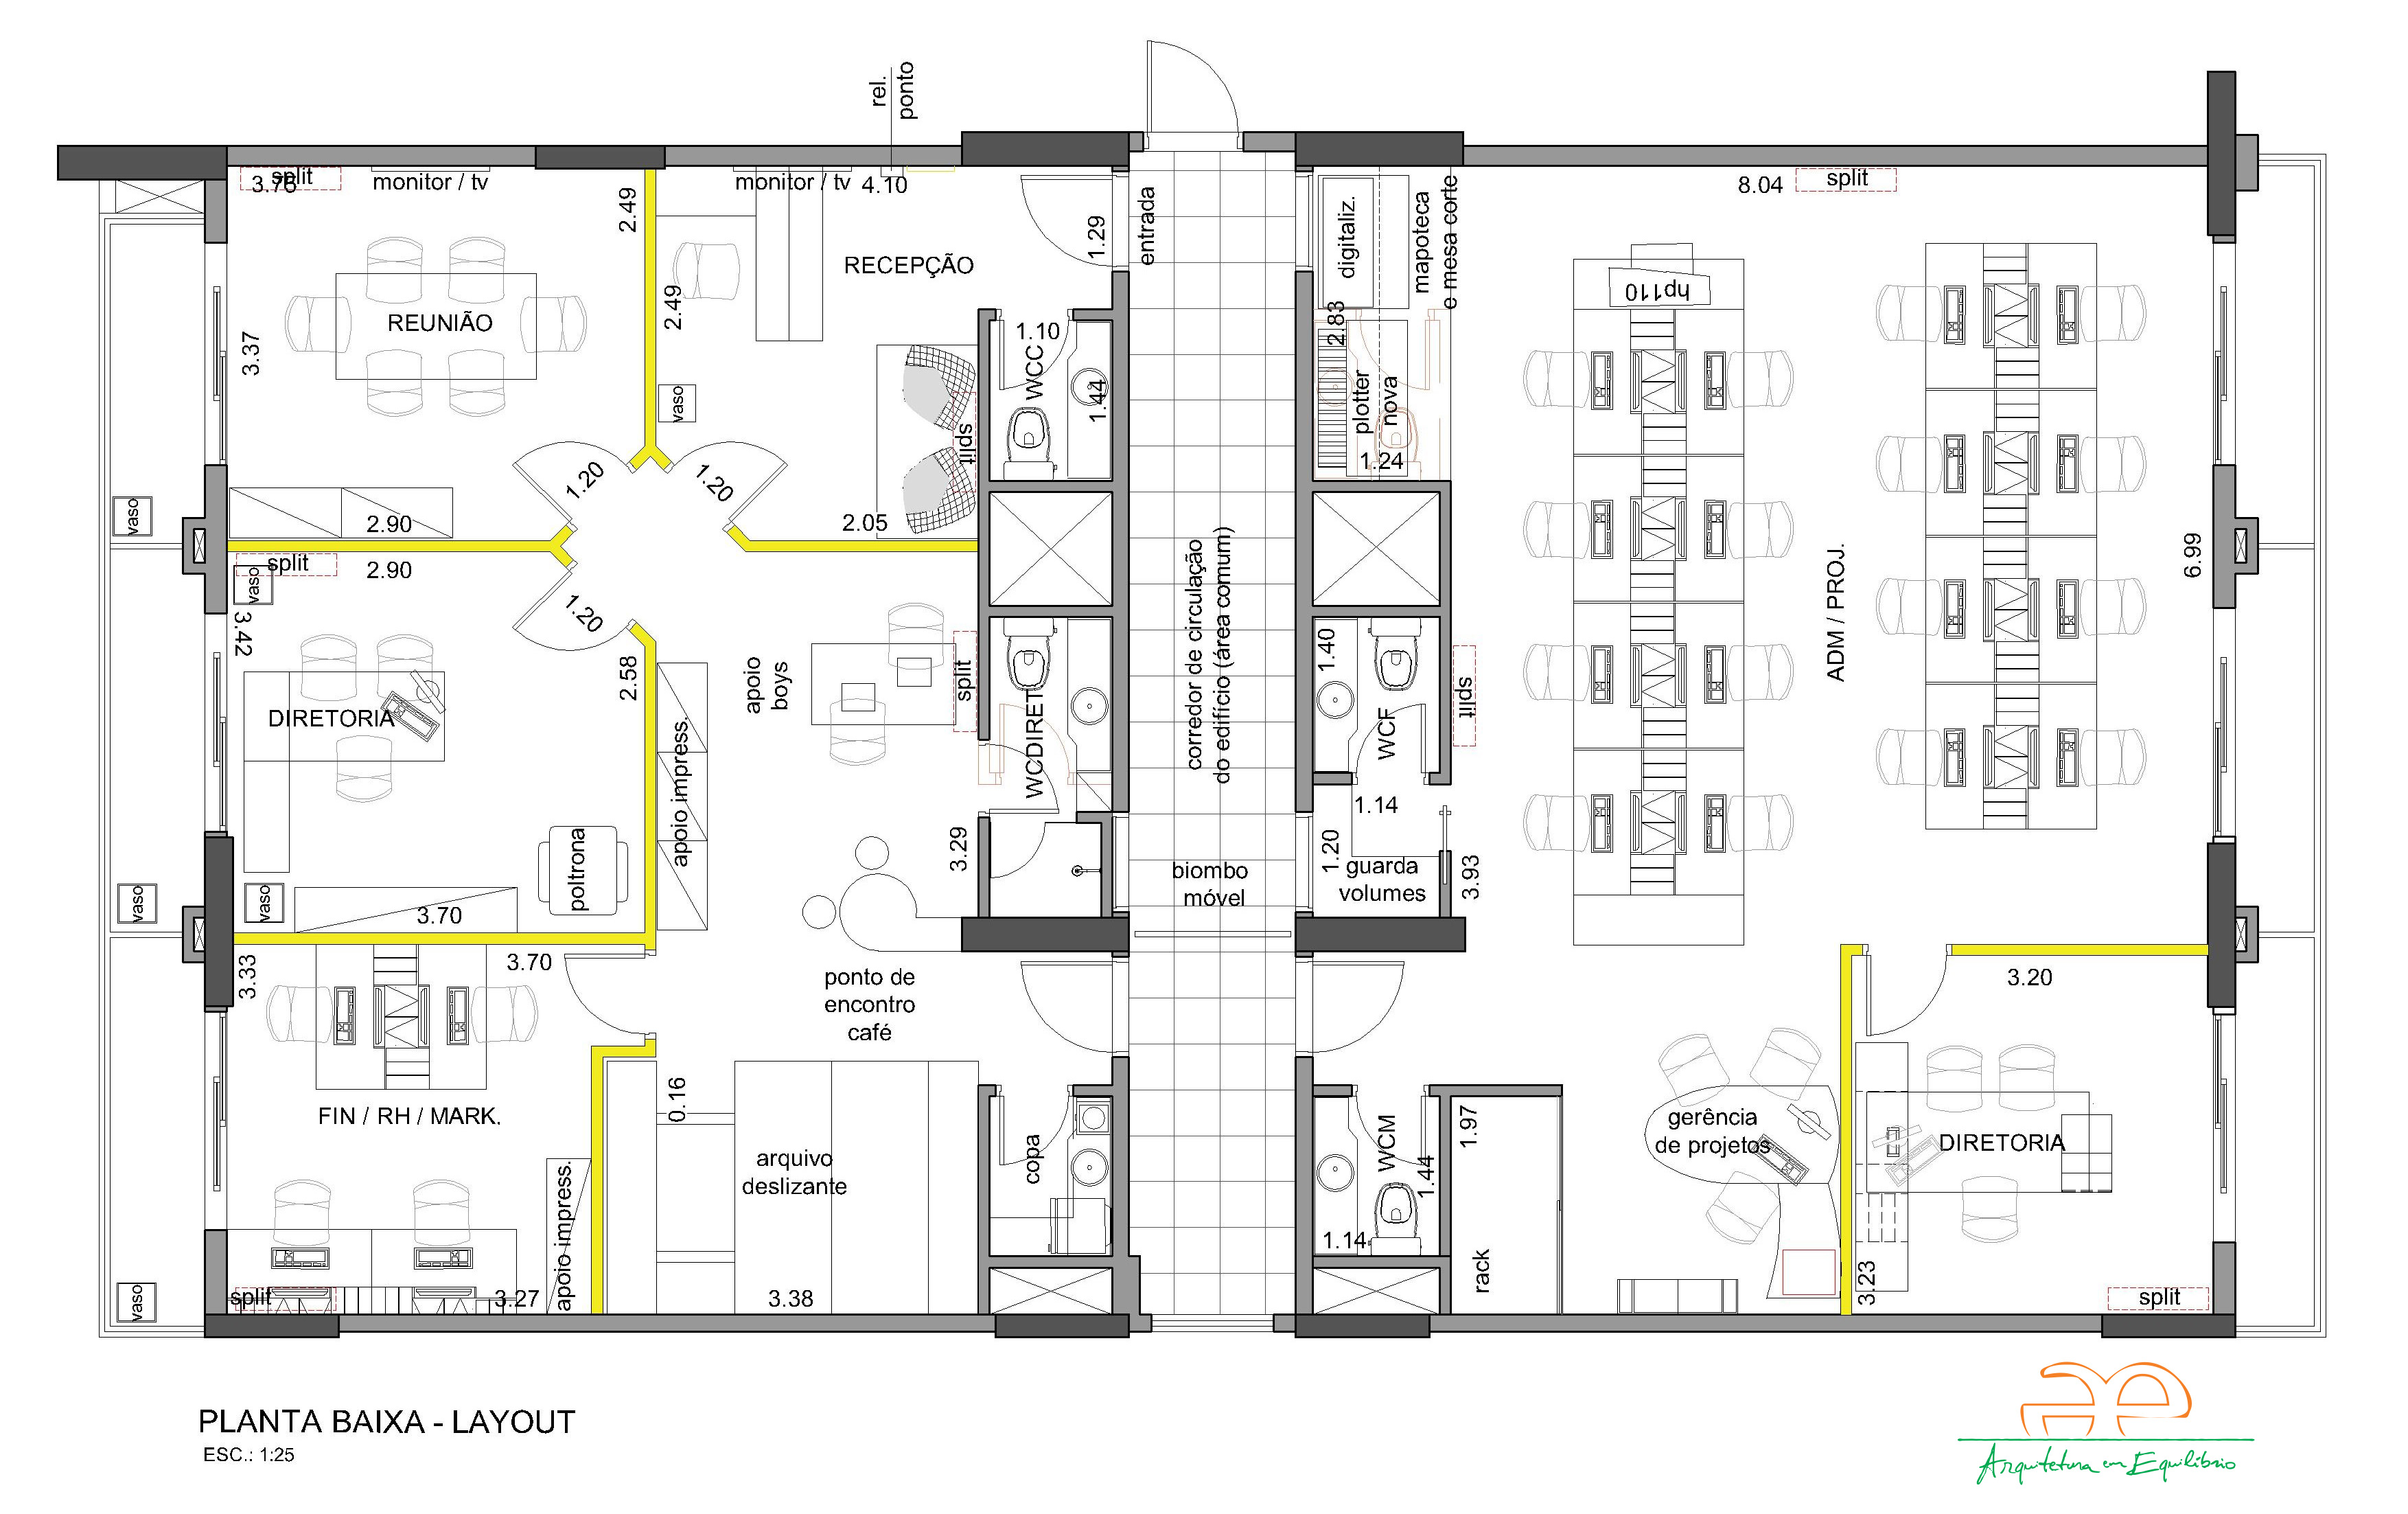 rel.
ponto
split
3.76
monitor / tv
2.49
monitor / tv
4.10
1.29
entrada
digitaliz.
mapoteca
e mesa corte
8.04
split
RECEPÇÃO
REUNIÃO
3.37
2.49
vaso
1.10
WCC
1.44
split
2.83
plotter
nova
1.24
hp110
1.20
1.20
2.90
2.05
vaso
split
2.90
vaso
3.42
1.20
2.58
DIRETORIA
apoio
boys
split
apoio impress.
WCDIRET
corredor de circulação
do edifício (área comum)
1.40
WCF
split
ADM / PROJ.
6.99
1.14
1.20
guarda
volumes
3.93
biombo
móvel
3.29
poltrona
vaso
vaso
3.70
3.33
3.70
ponto de
encontro
café
3.20
FIN / RH / MARK.
0.16
arquivo
deslizante
copa
WCM
1.44
1.14
1.97
rack
gerência
de projetos
DIRETORIA
3.23
split
vaso
split
3.27
apoio impress.
3.38
PLANTA BAIXA - LAYOUT
ESC.: 1:25
ae
Arquitetura em Equilíbrio